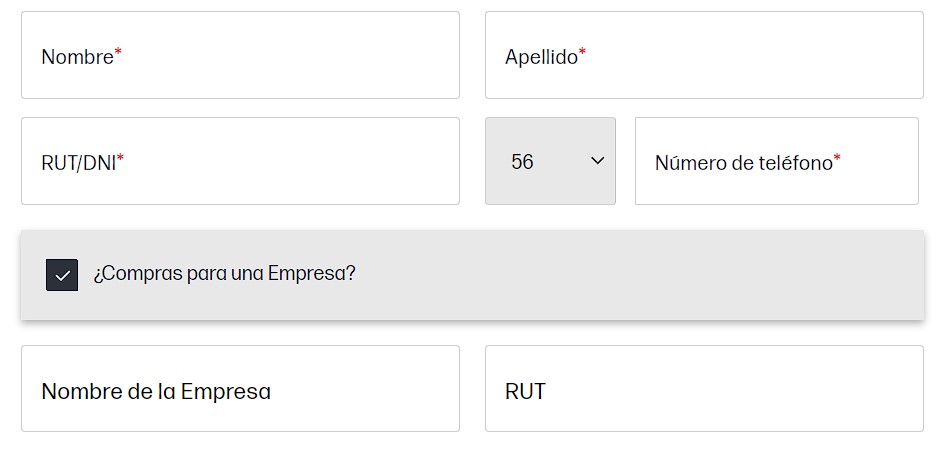 Nombre*
Apellido*
RUT/DNI*
56
Número de teléfono*
¿Compras para una Empresa?
Nombre de la Empresa
RUT